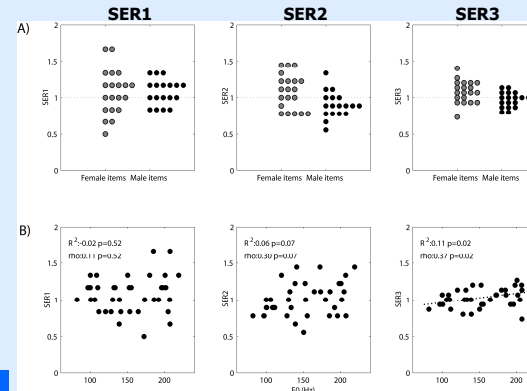 SER1 SER2 SER3
A)
2 2 2
1.5 1.5 1.5
SER1 1 SER2 1 SER3 1
0.5 0.5 0.5
0 0 0
Female items Male items Female items Male items Female items Male items
B)
2 2 2
R²:-0.02 p=0.52 R²:0.06 p=0.07 R²:0.11 p=0.02
rho:0.11 p=0.52 rho:0.30 p=0.07 rho:0.37 p=0.02
1.5 1.5 1.5
SER1 1 SER2 1 SER3 1
0.5 0.5 0.5
0 0 0
100 150 200 100 150 200 100 150 200
F0 (Hz)